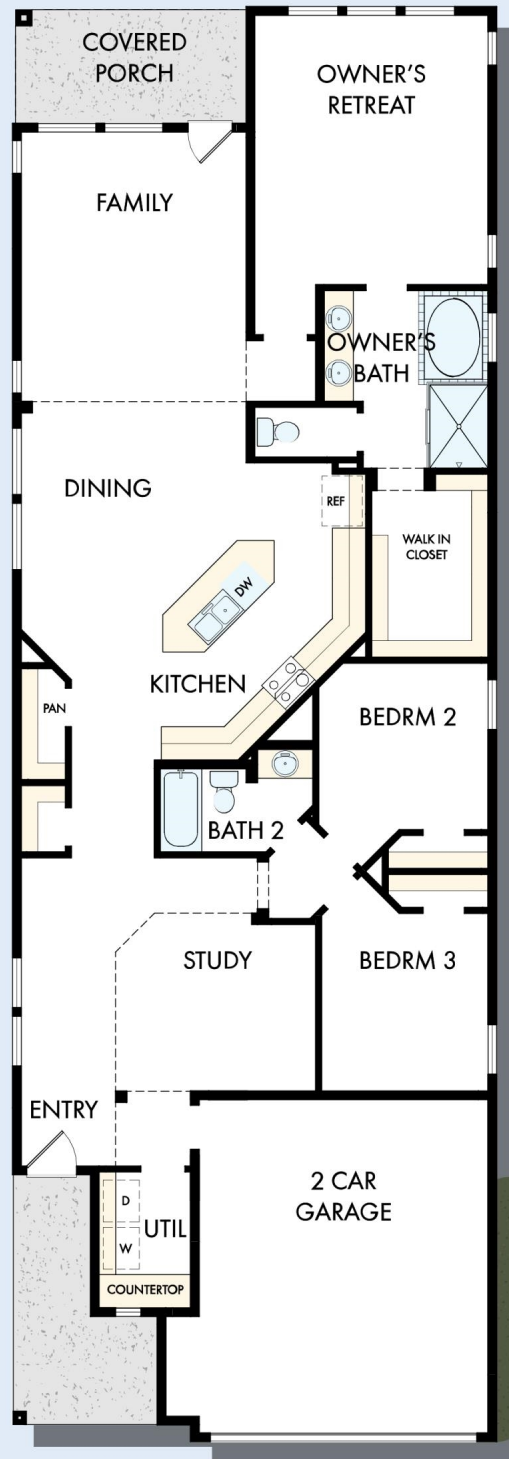 COVERED
PORCH
OWNER'S
RETREAT
FAMILY
OWNER'S
BATH
DINING
REF
WALK IN
CLOSET
DW
KITCHEN
PAN
BEDRM 2
BATH 2
STUDY
BEDRM 3
ENTRY
2 CAR
GARAGE
D
UTIL
W
COUNTERTOP